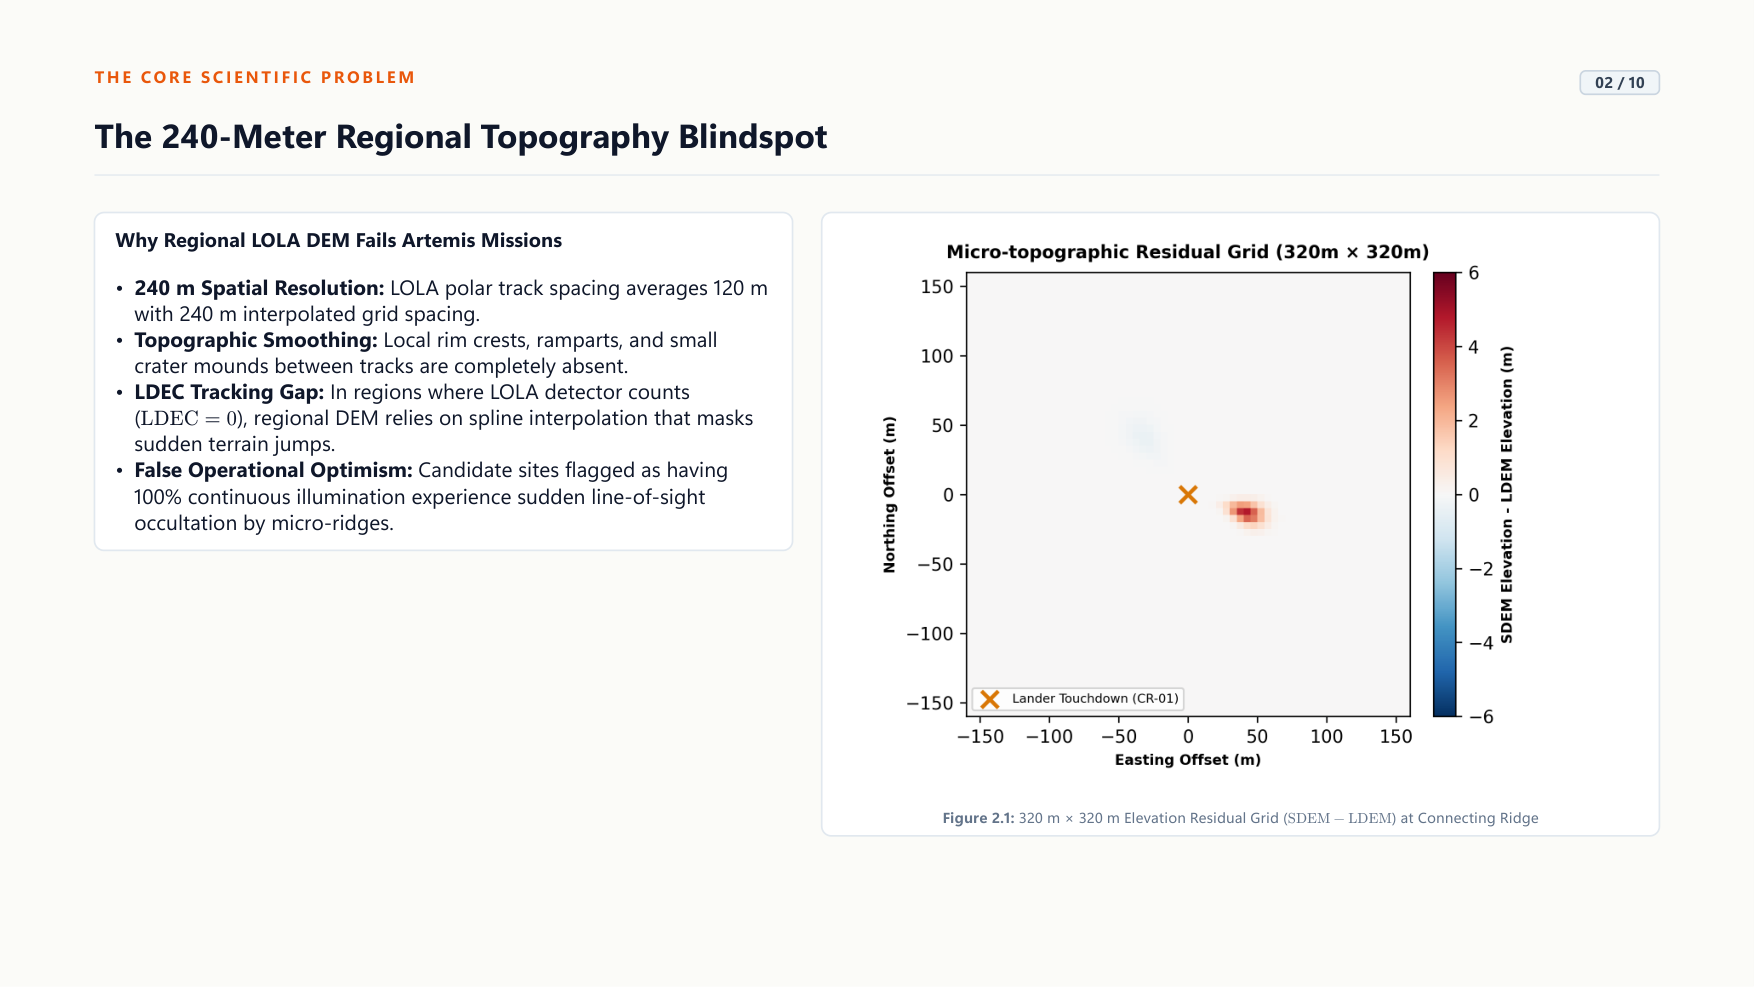 THE CORE SCIENTIFIC PROBLEM
02 / 10
The 240-Meter Regional Topography Blindspot
Why Regional LOLA DEM Fails Artemis Missions
• 240 m Spatial Resolution: LOLA polar track spacing averages 120 m
with 240 m interpolated grid spacing.
• Topographic Smoothing: Local rim crests, ramparts, and small
crater mounds between tracks are completely absent.
• LDEC Tracking Gap: In regions where LOLA detector counts
(LDEC = 0), regional DEM relies on spline interpolation that masks
sudden terrain jumps.
• False Operational Optimism: Candidate sites flagged as having
100% continuous illumination experience sudden line-of-sight
occultation by micro-ridges.
Micro-topographic Residual Grid (320m × 320m)
Northing Offset (m)
150
100
50
0
−50
−100
−150
Lander Touchdown (CR-01)
−150 −100 −50 0 50 100 150
Easting Offset (m)
6
4
2
0
−2
−4
−6
SDEM Elevation - LDEM Elevation (m)
Figure 2.1: 320 m × 320 m Elevation Residual Grid (SDEM − LDEM) at Connecting Ridge